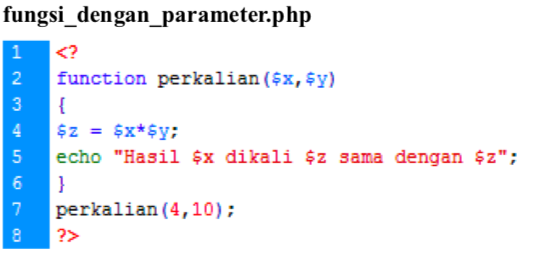 fungsi_dengan_parameter.php
1 <?
2 function perkalian($x,$y)
3 {
4 $z = $x*$y;
5 echo "Hasil $x dikali $z sama dengan $z";
6 }
7 perkalian(4,10);
8 ?>